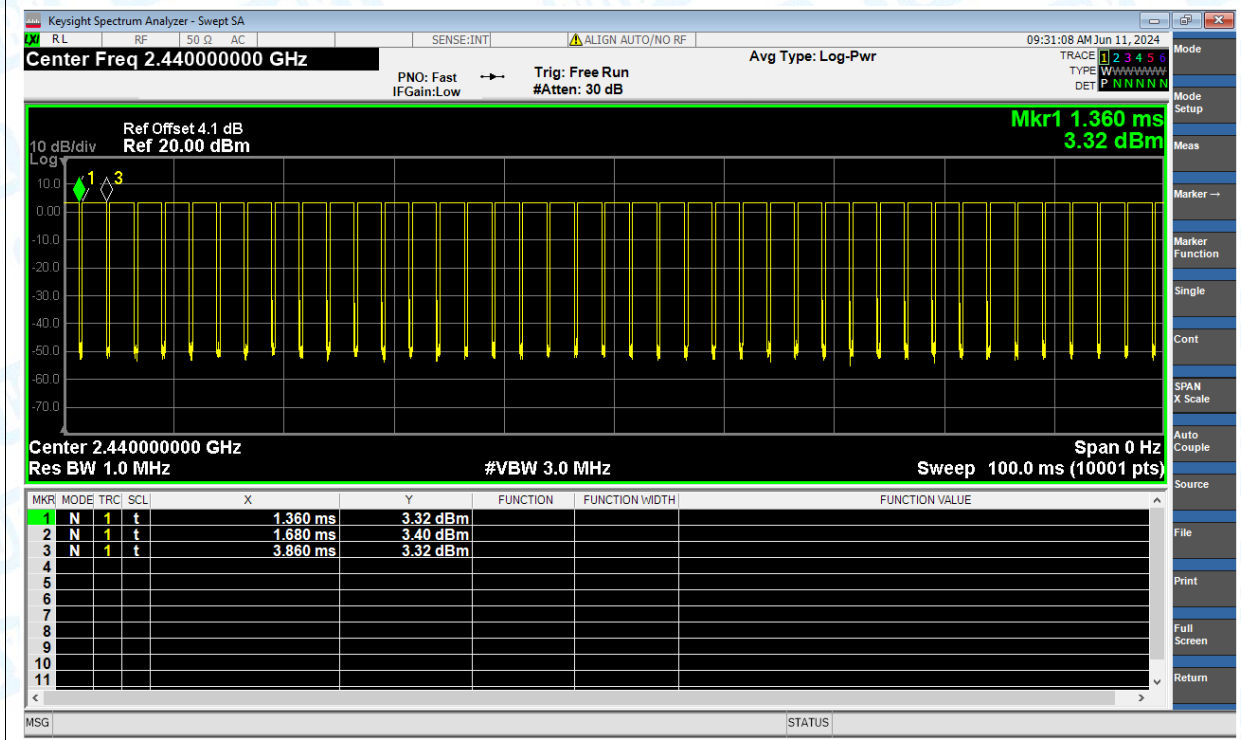 Keysight Spectrum Analyzer - Swept SA
LXI RL RF 50 Ω AC SENSE:INT ALIGN AUTO/NO RF 09:31:08 AM Jun 11, 2024
Center Freq 2.440000000 GHz
Avg Type: Log-Pwr
TRACE 1 2 3 4 5 6
TYPE WWWWWW
DET P N N N N N
PNO: Fast
IFGain:Low
Trig: Free Run
#Atten: 30 dB
Mkr1 1.360 ms
3.32 dBm
Ref Offset 4.1 dB
10 dB/div Ref 20.00 dBm
Log
1
3
10.0
0.00
-10.0
-20.0
-30.0
-40.0
-50.0
-60.0
-70.0
Center 2.440000000 GHz Span 0 Hz
Res BW 1.0 MHz #VBW 3.0 MHz Sweep 100.0 ms (10001 pts)
MKR MODE TRC SCL X Y FUNCTION FUNCTION WIDTH FUNCTION VALUE
1 N 1 t 1.360 ms 3.32 dBm
2 N 1 t 1.680 ms 3.40 dBm
3 N 1 t 3.860 ms 3.32 dBm
4
5
6
7
8
9
10
11
MSG STATUS
Mode
Mode
Setup
Meas
Marker →
Marker
Function
Single
Cont
SPAN
X Scale
Auto
Couple
Source
File
Print
Full
Screen
Return